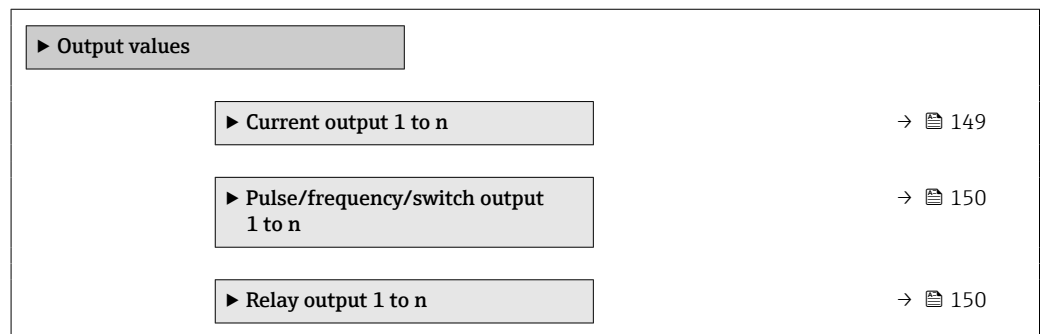 ▶ Output values
▶ Current output 1 to n → 149
▶ Pulse/frequency/switch output
1 to n → 150
▶ Relay output 1 to n → 150